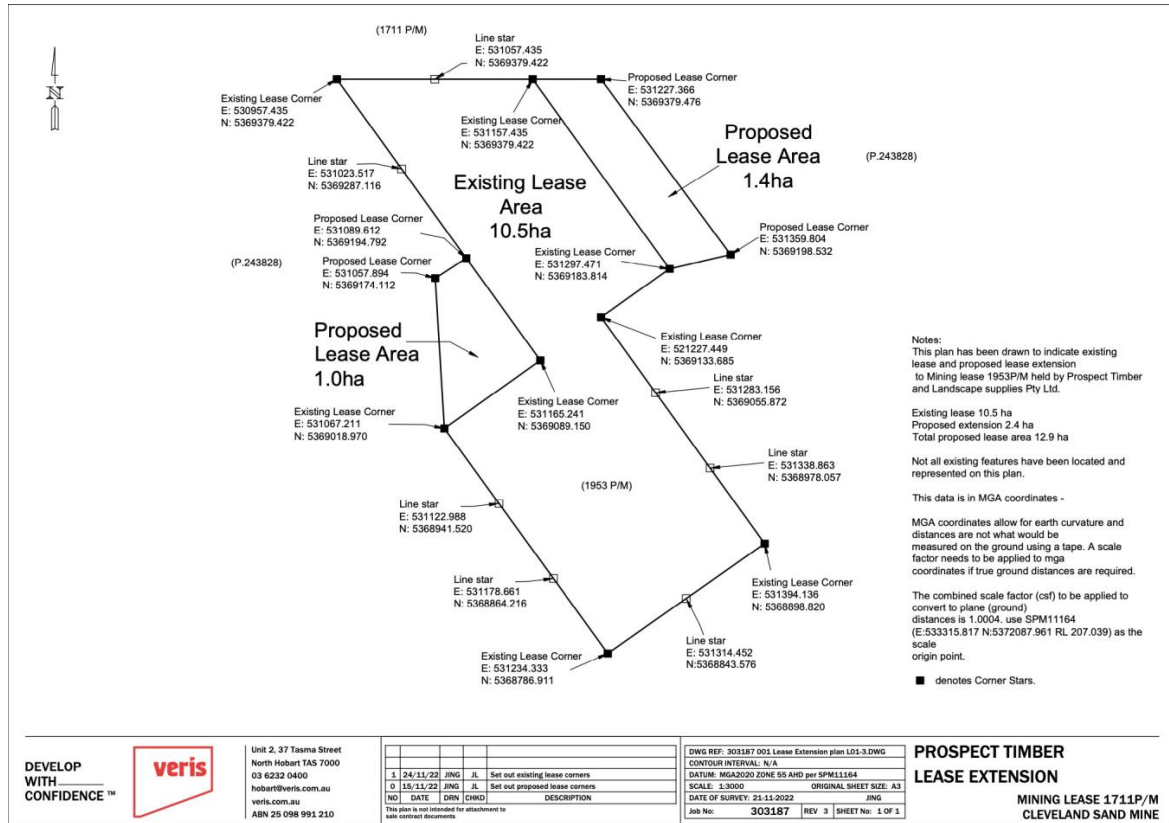 (1711 P/M)
Line star
E: 531057.435
N: 5369379.422
N
Existing Lease Corner
E: 530957.435
N: 5369379.422
Existing Lease Corner
E: 531157.435
N: 5369379.422
Proposed Lease Corner
E: 531227.366
N: 5369379.476
Proposed
Lease Area
1.4ha
(P.243828)
Line star
E: 531023.517
N: 5369287.116
Existing Lease
Area
10.5ha
Proposed Lease Corner
E: 531089.612
N: 5369194.792
Proposed Lease Corner
E: 531359.804
N: 5369198.532
(P.243828)
Proposed Lease Corner
E: 531057.894
N: 5369174.112
Existing Lease Corner
E: 531297.471
N: 5369183.814
Proposed
Lease Area
1.0ha
Existing Lease Corner
E: 521227.449
N: 5369133.685
Line star
E: 531283.156
N: 5369055.872
Existing Lease Corner
E: 531165.241
N: 5369089.150
Existing Lease Corner
E: 531067.211
N: 5369018.970
Line star
E: 531338.863
N: 5368978.057
(1953 P/M)
Line star
E: 531122.988
N: 5368941.520
Line star
E: 531178.661
N: 5368864.216
Existing Lease Corner
E: 531394.136
N: 5368898.820
Line star
E: 531314.452
N:5368843.576
Existing Lease Corner
E: 531234.333
N: 5368786.911
Notes:
This plan has been drawn to indicate existing
lease and proposed lease extension
to Mining lease 1953P/M held by Prospect Timber
and Landscape supplies Pty Ltd.
Existing lease 10.5 ha
Proposed extension 2.4 ha
Total proposed lease area 12.9 ha
Not all existing features have been located and
represented on this plan.
This data is in MGA coordinates -
MGA coordinates allow for earth curvature and
distances are not what would be
measured on the ground using a tape. A scale
factor needs to be applied to mga
coordinates if true ground distances are required.
The combined scale factor (csf) to be applied to
convert to plane (ground)
distances is 1.0004. use SPM11164
(E:533315.817 N:5372087.961 RL 207.039) as the
scale
origin point.
■ denotes Corner Stars.
DEVELOP
WITH
CONFIDENCE ™
veris
Unit 2, 37 Tasma Street
North Hobart TAS 7000
03 6232 0400
hobart@veris.com.au
veris.com.au
ABN 25 098 991 210
1 24/11/22 JING JL Set out existing lease corners
0 15/11/22 JING JL Set out proposed lease corners
NO DATE DRN CHKD DESCRIPTION
This plan is not intended for attachment to
sale contract documents
DWG REF: 303187 001 Lease Extension plan L01-3.DWG
CONTOUR INTERVAL: N/A
DATUM: MGA2020 ZONE 55 AHD per SPM11164
SCALE: 1:3000 ORIGINAL SHEET SIZE: A3
DATE OF SURVEY: 21-11-2022 JING
Job No: 303187 REV 3 SHEET No: 1 OF 1
PROSPECT TIMBER
LEASE EXTENSION
MINING LEASE 1711P/M
CLEVELAND SAND MINE